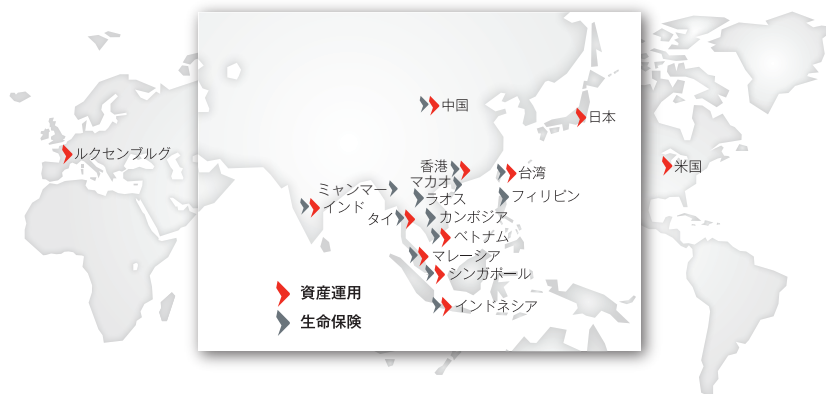 中国
日本
ルクセンブルグ
香港
米国
台湾
マカオ
ミャンマー
ラオス
フィリピン
インド
タイ
カンボジア
ベトナム
マレーシア
シンガポール
資産運用
インドネシア
生命保険